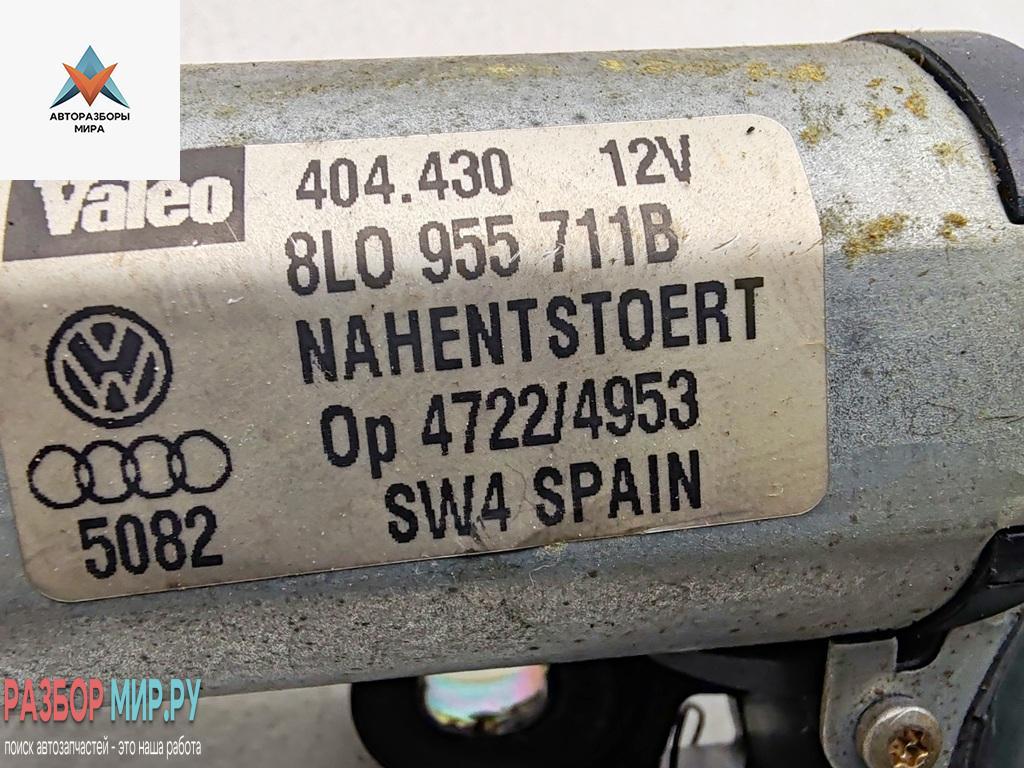 АВТОРАЗБОРЫ
МИРА
Valeo
404.430 12V
8L0 955 711B
NAHENTSTOERT
Op 4722/4953
SW4 SPAIN
5082
РАЗБОР МИР.РУ
поиск автозапчастей - это наша работа